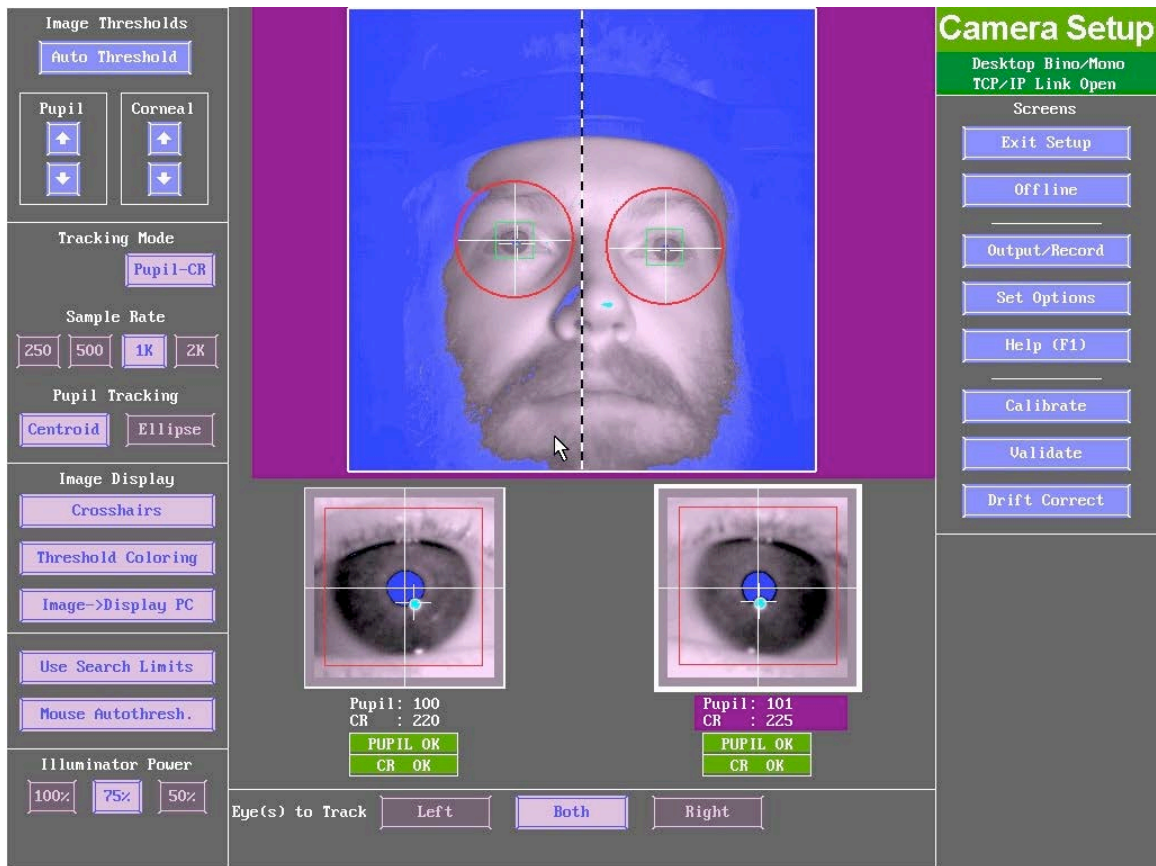 Image Thresholds
Auto Threshold
Pupil
Corneal
Tracking Mode
Pupil-CR
Sample Rate
250
500
1K
2K
Pupil Tracking
Centroid
Ellipse
Image Display
Crosshairs
Threshold Coloring
Image->Display PC
Use Search Limits
Mouse Autothresh.
Illuminator Power
100%
75%
50%
Pupil: 100
CR : 220
PUPIL OK
CR OK
Pupil: 101
CR : 225
PUPIL OK
CR OK
Eye(s) to Track
Left
Both
Right
Camera Setup
Desktop Bino/Mono
TCP/IP Link Open
Screens
Exit Setup
Offline
Output/Record
Set Options
Help (F1)
Calibrate
Validate
Drift Correct